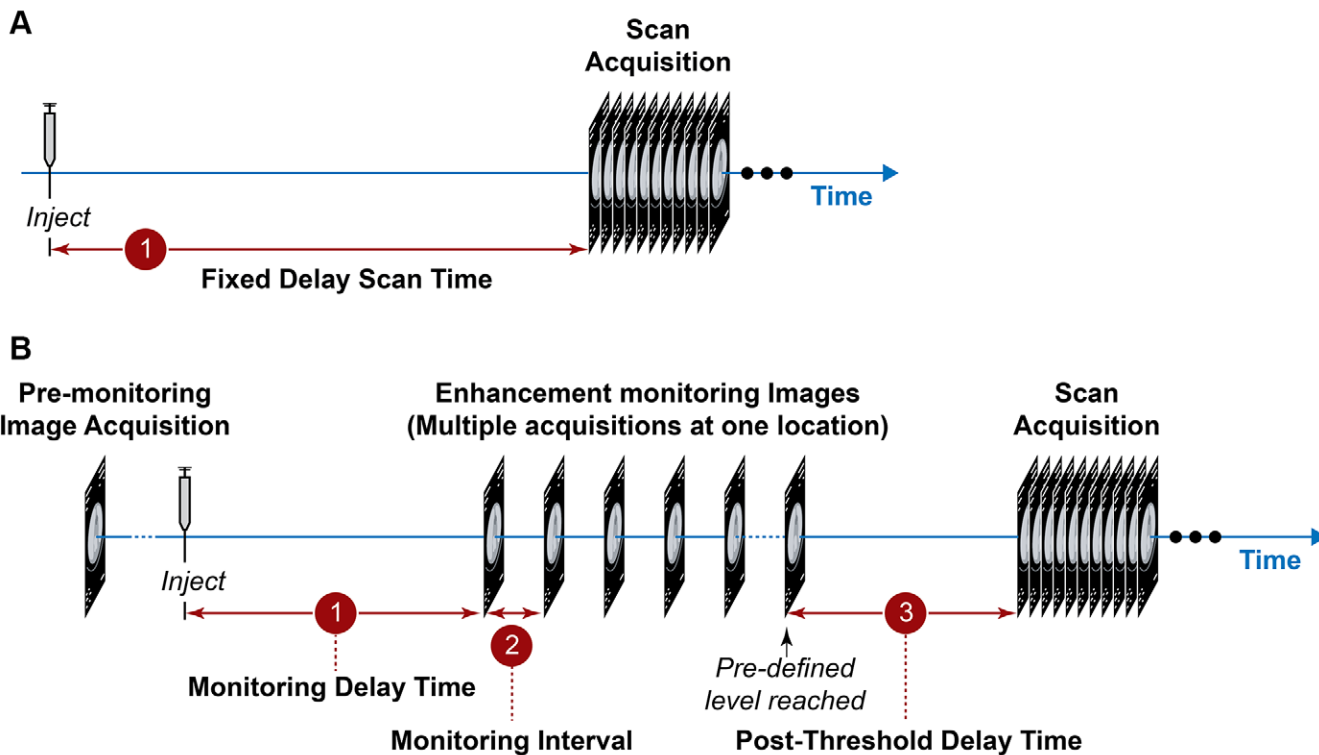 A
Scan
Acquisition
Inject
Time
1
Fixed Delay Scan Time
B
Pre-monitoring
Image Acquisition
Enhancement monitoring Images
(Multiple acquisitions at one location)
Scan
Acquisition
Inject
Time
1
2
3
Monitoring Delay Time
Pre-defined
level reached
Monitoring Interval
Post-Threshold Delay Time